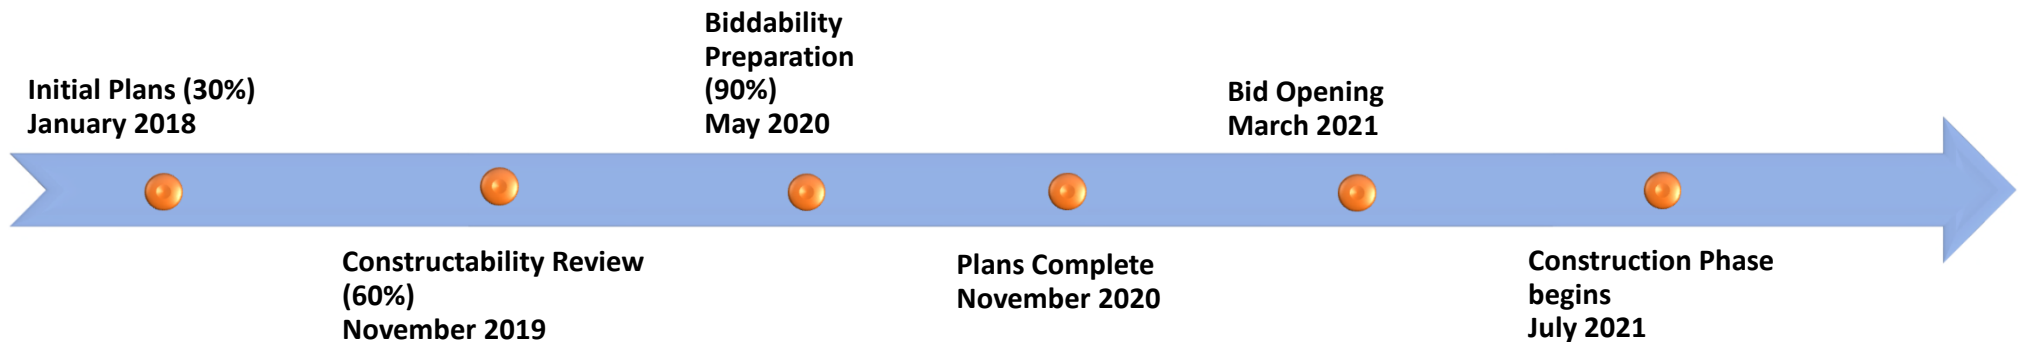 Initial Plans (30%)
January 2018
Constructability Review
(60%)
November 2019
Biddability
Preparation
(90%)
May 2020
Plans Complete
November 2020
Bid Opening
March 2021
Construction Phase
begins
July 2021